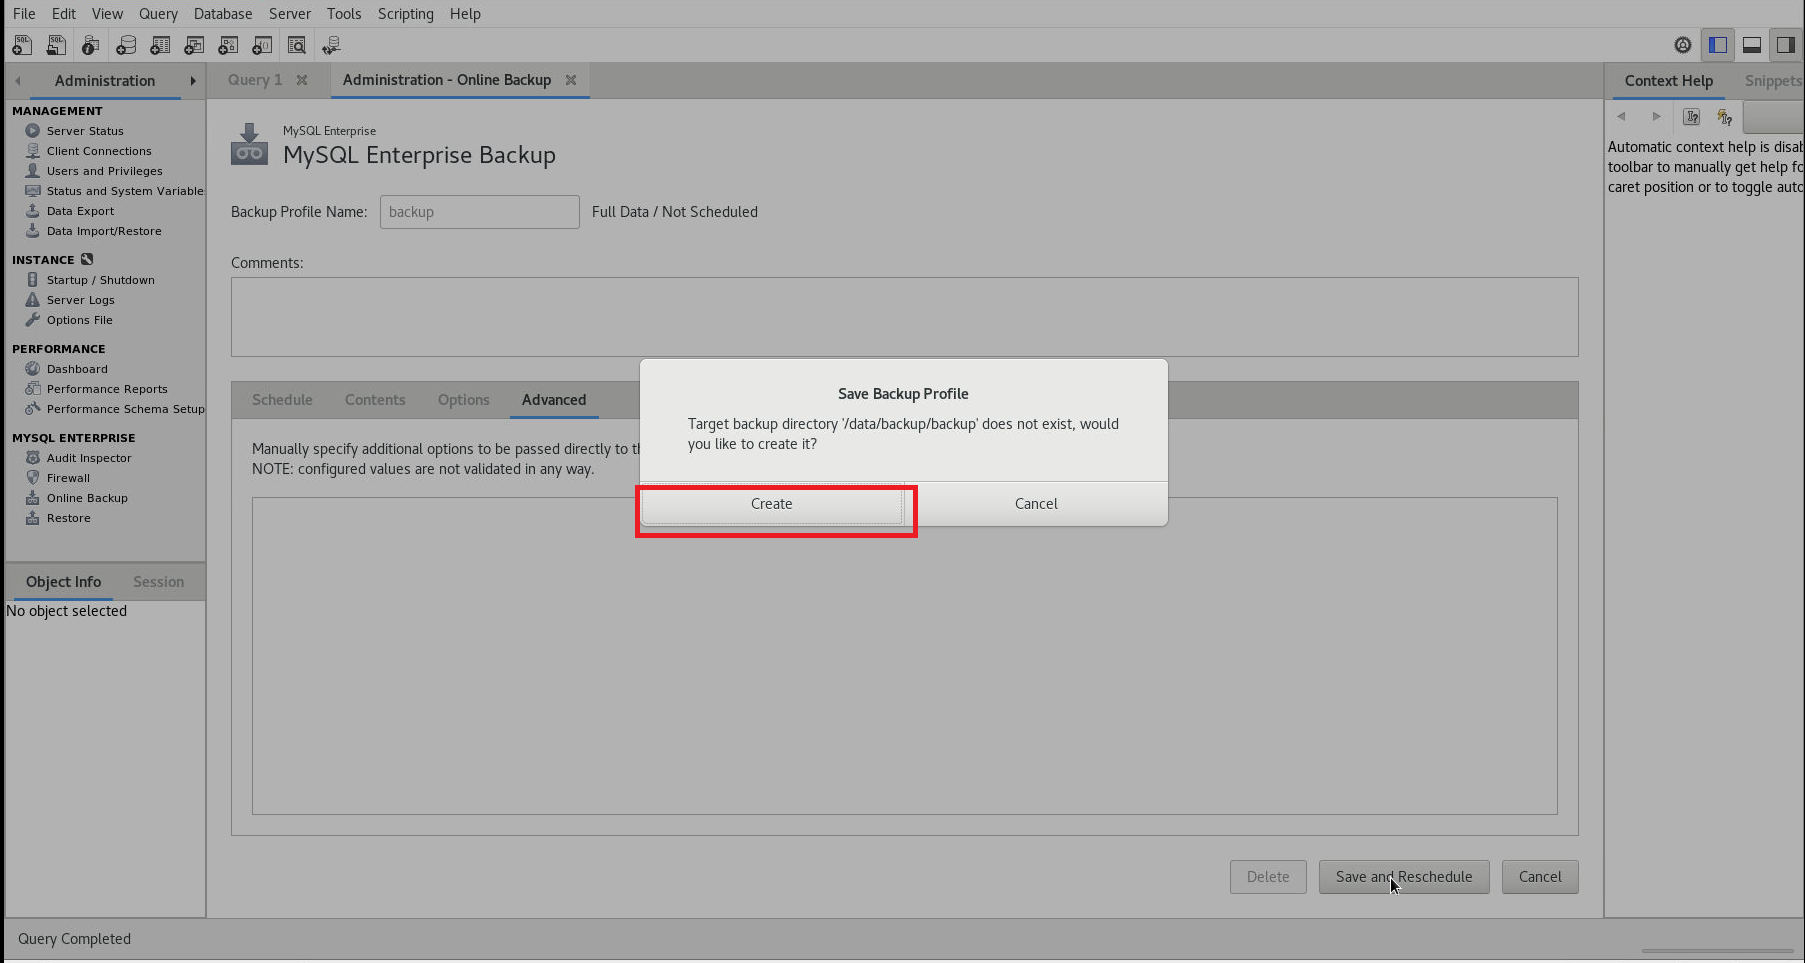 File Edit View Query Database Server Tools Scripting Help
Administration
Query 1
Administration - Online Backup
Context Help
Snippets
MANAGEMENT
Server Status
Client Connections
Users and Privileges
Status and System Variable
Data Export
Data Import/Restore
INSTANCE
Startup / Shutdown
Server Logs
Options File
PERFORMANCE
Dashboard
Performance Reports
Performance Schema Setup
MYSQL ENTERPRISE
Audit Inspector
Firewall
Online Backup
Restore
Object Info Session
No object selected
MySQL Enterprise
MySQL Enterprise Backup
Backup Profile Name: backup Full Data / Not Scheduled
Comments:
Schedule Contents Options Advanced
Manually specify additional options to be passed directly to
NOTE: configured values are not validated in any way.
Save Backup Profile
Target backup directory '/data/backup/backup' does not exist, would
you like to create it?
Create Cancel
Delete Save and Reschedule Cancel
Automatic context help is
toolbar to manually get help
caret position or to toggle
Query Completed